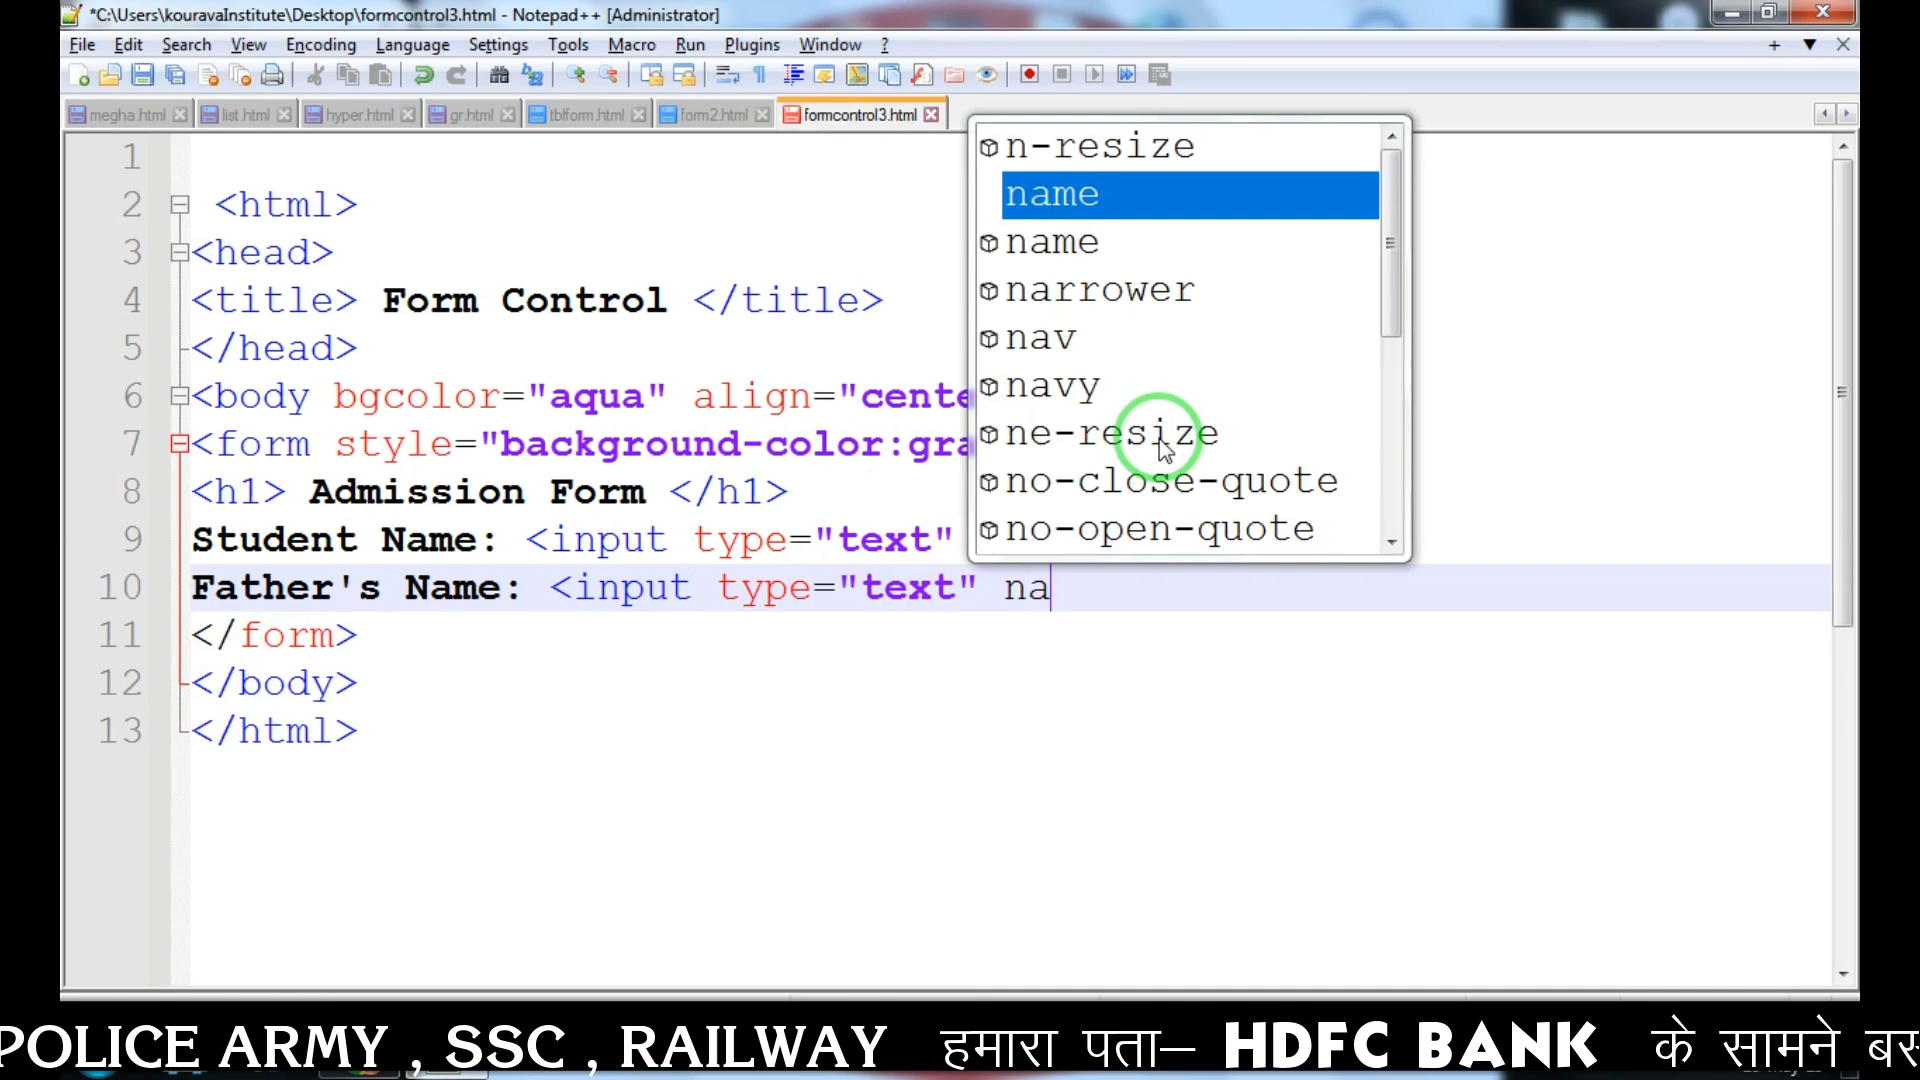 *C:\Users\kouravaInstitute\Desktop\formcontrol3.html - Notepad++ [Administrator]
File Edit Search View Encoding Language Settings Tools Macro Run Plugins Window ?
megha.html list.html hyper.html gr.html tblform.html form2.html formcontrol3.html
1
2 <html>
3 <head>
4 <title> Form Control </title>
5 </head>
6 <body bgcolor="aqua" align="cente
7 <form style="background-color:gra
8 <h1> Admission Form </h1>
9 Student Name: <input type="text"
10 Father's Name: <input type="text" na
11 </form>
12 </body>
13 </html>
n-resize
name
name
narrower
nav
navy
ne-resize
no-close-quote
no-open-quote
POLICE ARMY , SSC , RAILWAY हमारा पता– HDFC BANK के सामने बस